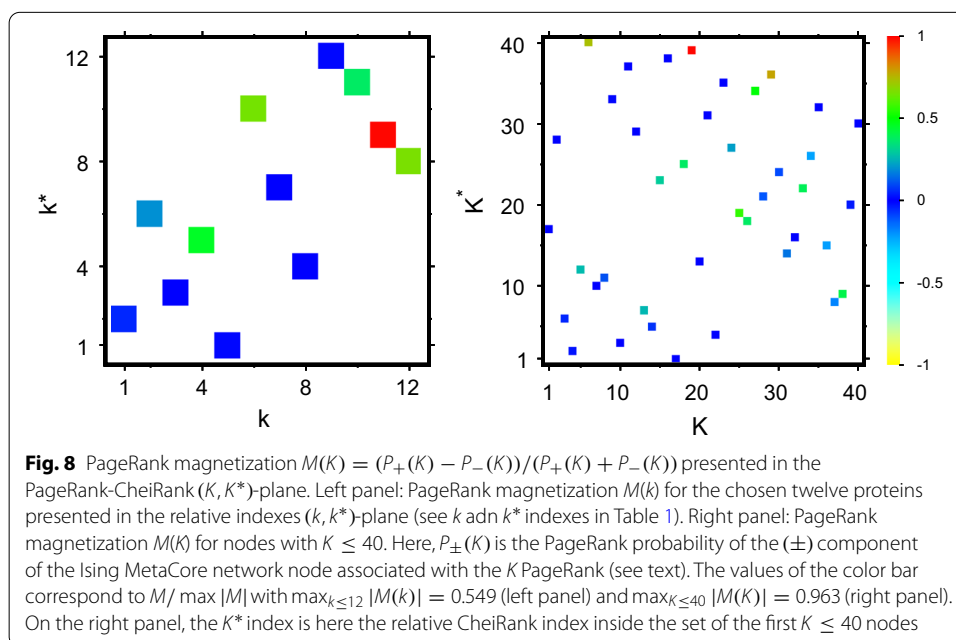 12
8
4
1
k*
1
4
8
12
k
40
30
20
10
1
K*
1
10
20
30
40
K
1
0.5
0
-0.5
-1
Fig. 8 PageRank magnetization M(K) = (P₊(K) − P₋(K))/(P₊(K) + P₋(K)) presented in the
PageRank-CheiRank (K, K*)-plane. Left panel: PageRank magnetization M(k) for the chosen twelve proteins
presented in the relative indexes (k, k*)-plane (see k adn k* indexes in Table 1). Right panel: PageRank
magnetization M(K) for nodes with K ≤ 40. Here, P±(K) is the PageRank probability of the (±) component
of the Ising MetaCore network node associated with the K PageRank (see text). The values of the color bar
correspond to M/ max |M| with maxₖ≤₁₂ |M(k)| = 0.549 (left panel) and max_K≤40 |M(K)| = 0.963 (right panel).
On the right panel, the K* index is here the relative CheiRank index inside the set of the first K ≤ 40 nodes